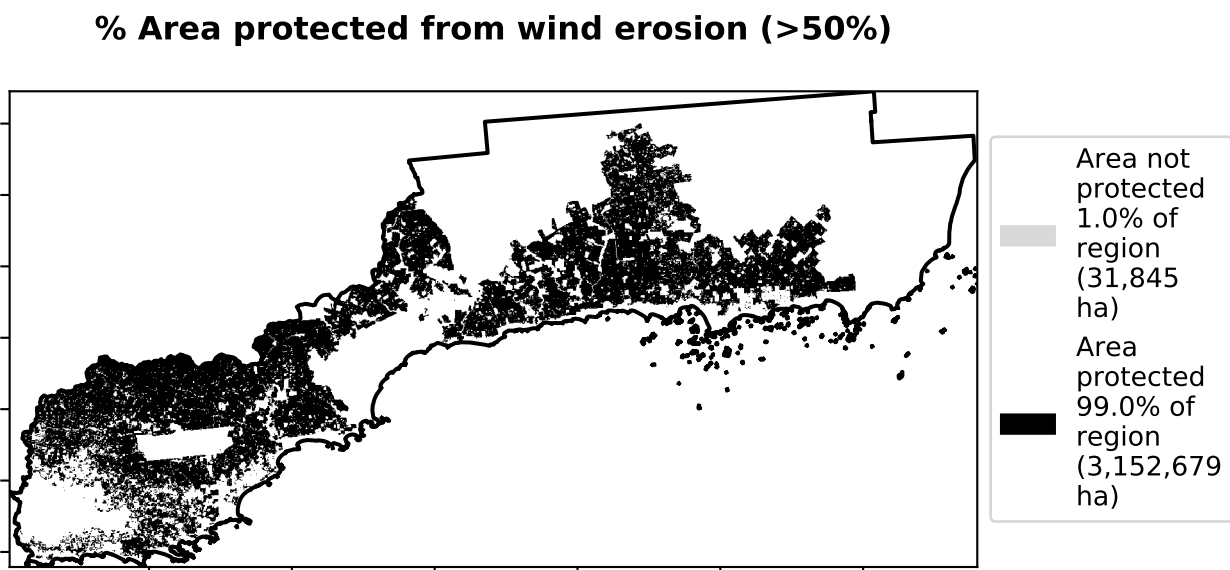 % Area protected from wind erosion (>50%)
Area not
protected
1.0% of
region
(31,845
ha)
Area
protected
99.0% of
region
(3,152,679
ha)